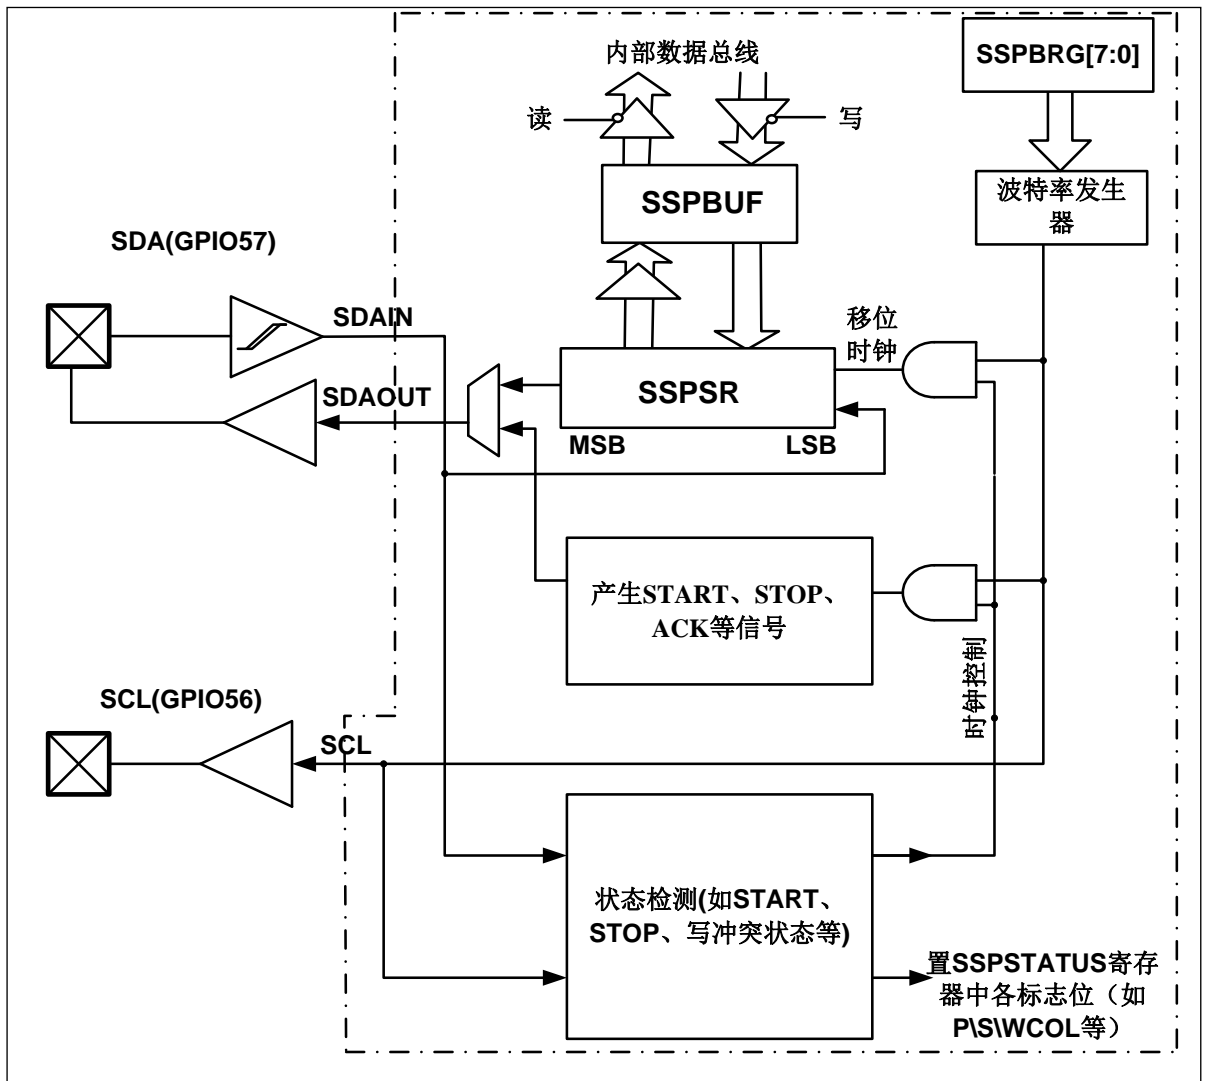 内部数据总线
SSPBRG[7:0]
读
写
SSPBUF
波特率发生
器
SDA(GPIO57)
SDAIN
移位
时钟
SSPSR
SDAOUT
MSB
LSB
产生START、STOP、
ACK等信号
时钟控制
SCL(GPIO56)
SCL
状态检测(如START、
STOP、写冲突状态等)
置SSPSTATUS寄存
器中各标志位（如
P\S\WCOL等）